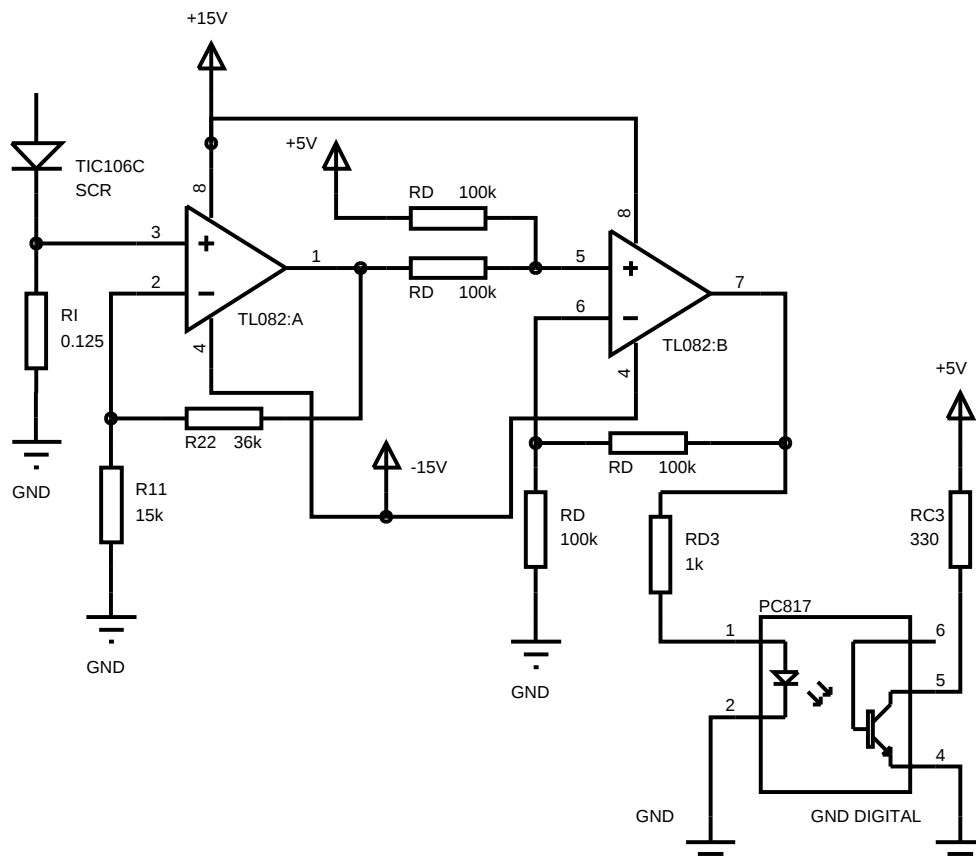 +15V
+5V
TIC106C
SCR
RD 100k
8
8
3
1
5
2
RD 100k
6
7
RI
0.125
TL082:A
4
TL082:B
4
+5V
R22 36k
-15V
RD 100k
GND
R11
15k
RD
100k
RD3
1k
RC3
330
PC817
1
6
GND
5
GND
2
4
GND
GND DIGITAL